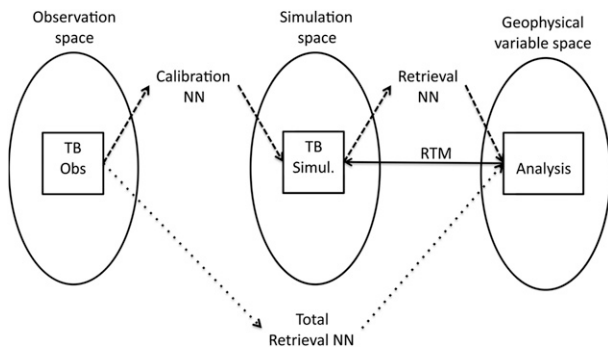 Observation
space
Simulation
space
Geophysical
variable space
Calibration
NN
Retrieval
NN
TB
Obs
TB
Simul.
RTM
Analysis
Total
Retrieval NN